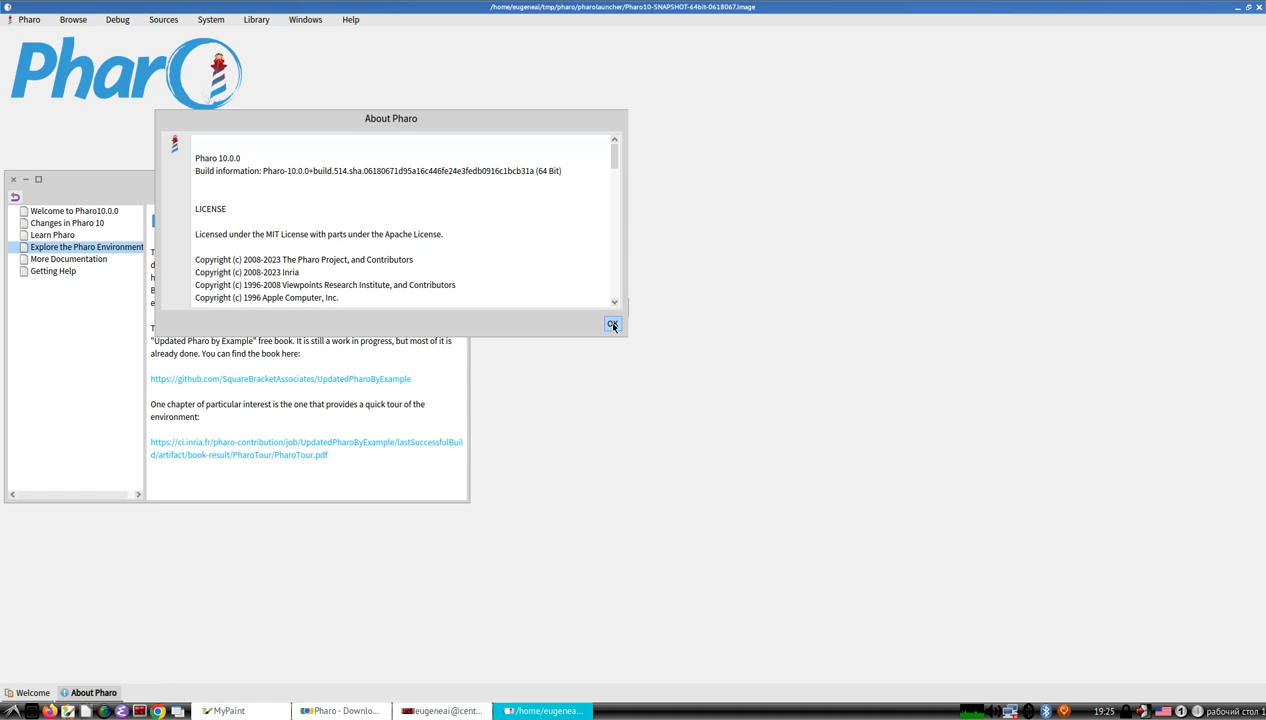 /home/eugeneai/tmp/pharo/pharolauncher/Pharo10-SNAPSHOT-64bit-0618067.image
Pharo Browse Debug Sources System Library Windows Help
Pharo
About Pharo
Pharo 10.0.0
Build information: Pharo-10.0.0+build.514.sha.06180671d95a16c446fe24e3fedb0916c1bcb31a (64 Bit)
LICENSE
Licensed under the MIT License with parts under the Apache License.
Copyright (c) 2008-2023 The Pharo Project, and Contributors
Copyright (c) 2008-2023 Inria
Copyright (c) 1996-2008 Viewpoints Research Institute, and Contributors
Copyright (c) 1996 Apple Computer, Inc.
OK
Welcome to Pharo10.0.0
Changes in Pharo 10
Learn Pharo
Explore the Pharo Environment
More Documentation
Getting Help
"Updated Pharo by Example" free book. It is still a work in progress, but most of it is
already done. You can find the book here:
https://github.com/SquareBracketAssociates/UpdatedPharoByExample
One chapter of particular interest is the one that provides a quick tour of the
environment:
https://ci.inria.fr/pharo-contribution/job/UpdatedPharoByExample/lastSuccessfulBuil
d/artifact/book-result/PharoTour/PharoTour.pdf
Welcome About Pharo
MyPaint Pharo - Downlo... eugeneai@cent... /home/eugenea... 19:25 рабочий стол 1